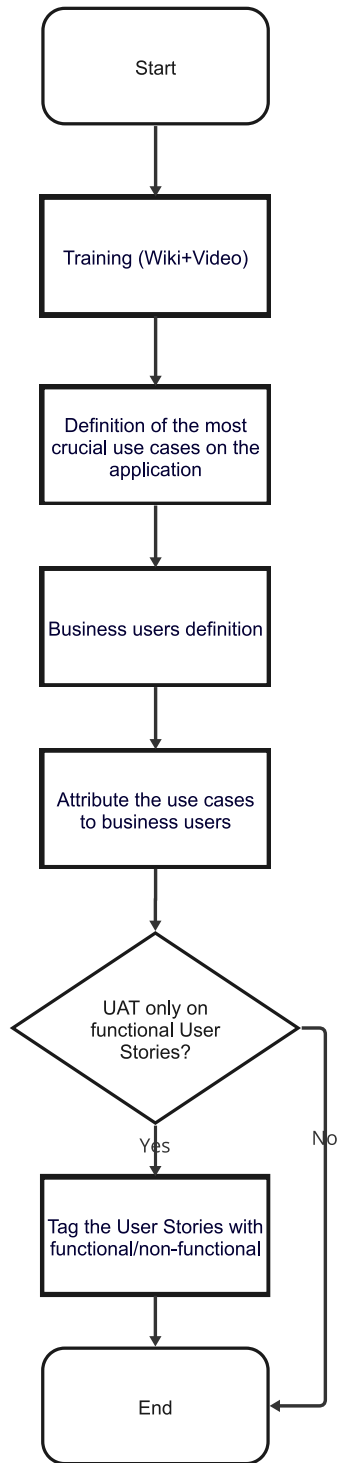 Start
Training (Wiki+Video)
Definition of the most
crucial use cases on the
application
Business users definition
Attribute the use cases
to business users
UAT only on
functional User
Stories?
Yes
No
Tag the User Stories with
functional/non-functional
End